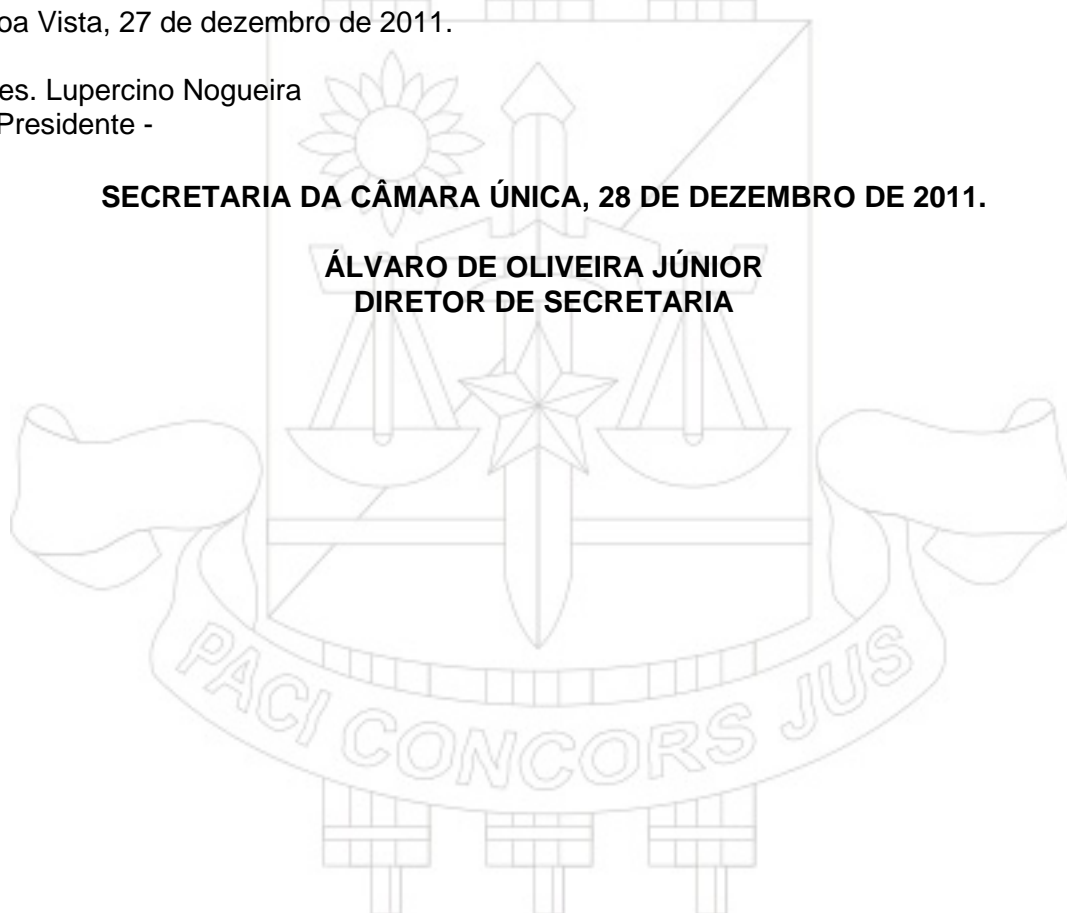 oa Vista, 27 de dezembro de 2011.
es. Lupercino Nogueira
Presidente -
SECRETARIA DA CÂMARA ÚNICA, 28 DE DEZEMBRO DE 2011.
ÁLVARO DE OLIVEIRA JÚNIOR
DIRETOR DE SECRETARIA
PACI CONCORS JUS